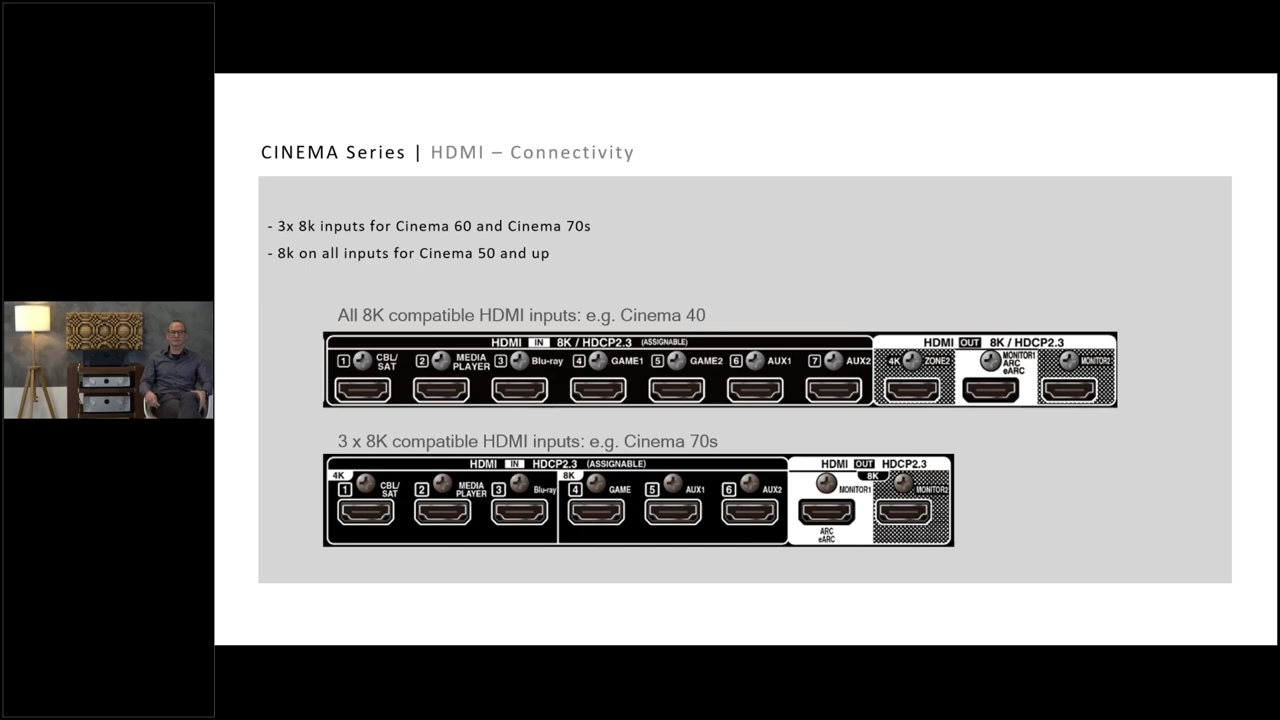 CINEMA Series | HDMI – Connectivity
- 3x 8k inputs for Cinema 60 and Cinema 70s
- 8k on all inputs for Cinema 50 and up
All 8K compatible HDMI inputs: e.g. Cinema 40
HDMI IN 8K / HDCP2.3 (ASSIGNABLE)
HDMI OUT 8K / HDCP2.3
1 CBL/ SAT
2 MEDIA PLAYER
3 Blu-ray
4 GAME1
5 GAME2
6 AUX1
7 AUX2
4K ZONE2
MONITOR1 ARC eARC
MONITOR2
3 x 8K compatible HDMI inputs: e.g. Cinema 70s
HDMI IN HDCP2.3 (ASSIGNABLE)
HDMI OUT HDCP2.3
4K
8K
8K
1 CBL/ SAT
2 MEDIA PLAYER
3 Blu-ray
4 GAME
5 AUX1
6 AUX2
MONITOR1
MONITOR2
ARC
eARC